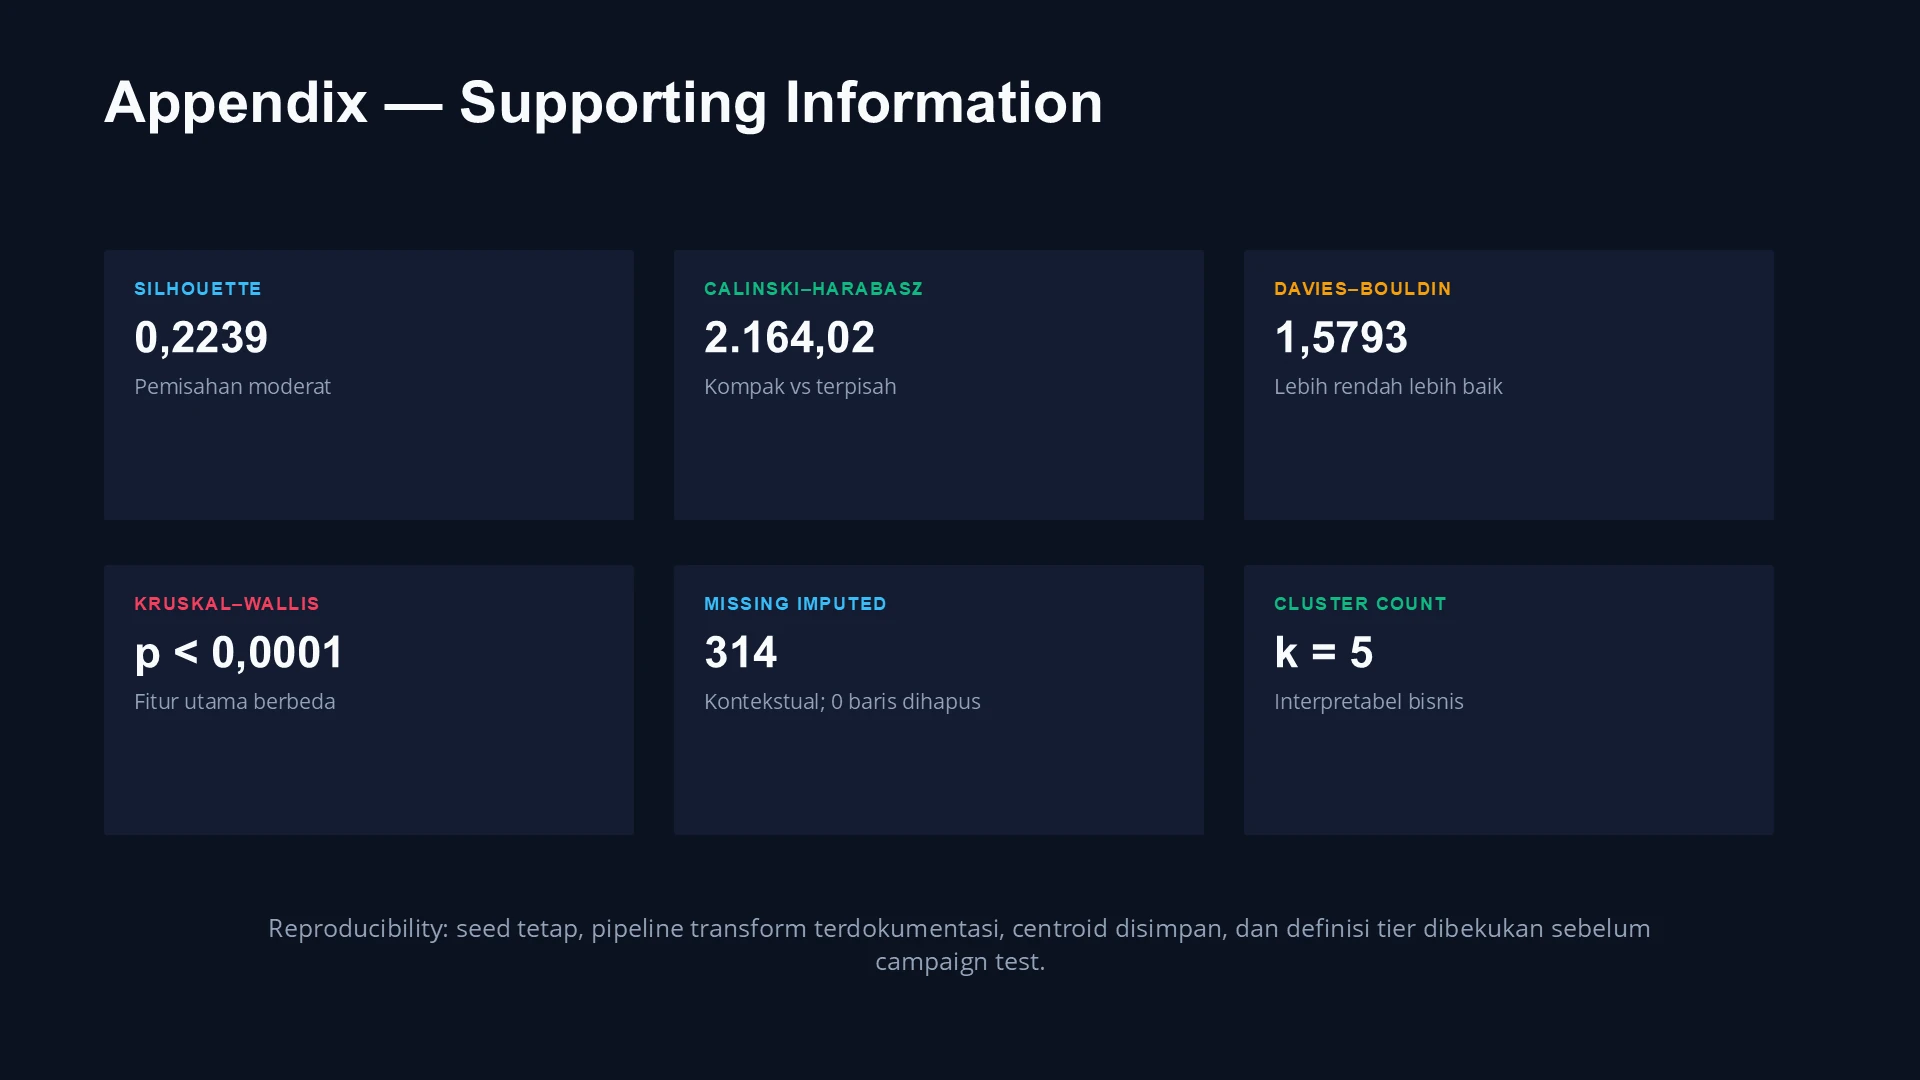 Appendix — Supporting Information
SILHOUETTE
0,2239
Pemisahan moderat
CALINSKI–HARABASZ
2.164,02
Kompak vs terpisah
DAVIES–BOULDIN
1,5793
Lebih rendah lebih baik
KRUSKAL–WALLIS
p < 0,0001
Fitur utama berbeda
MISSING IMPUTED
314
Kontekstual; 0 baris dihapus
CLUSTER COUNT
k = 5
Interpretabel bisnis
Reproducibility: seed tetap, pipeline transform terdokumentasi, centroid disimpan, dan definisi tier dibekukan sebelum
campaign test.